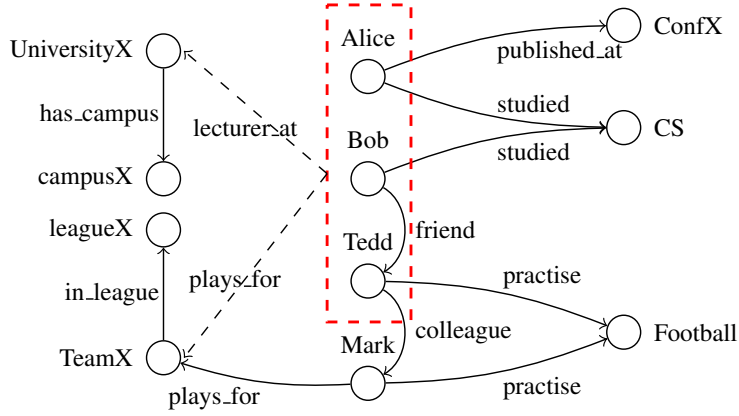 Alice
ConfX
UniversityX
published_at
has_campus
lecturer_at
studied
CS
Bob
studied
campusX
leagueX
Tedd
friend
plays_for
practise
in_league
colleague
Mark
Football
TeamX
plays_for
practise